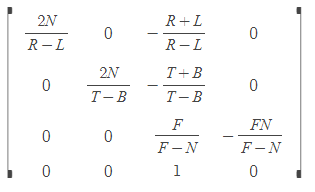 2N/(R−L) 0 −(R+L)/(R−L) 0
0 2N/(T−B) −(T+B)/(T−B) 0
0 0 F/(F−N) −FN/(F−N)
0 0 1 0